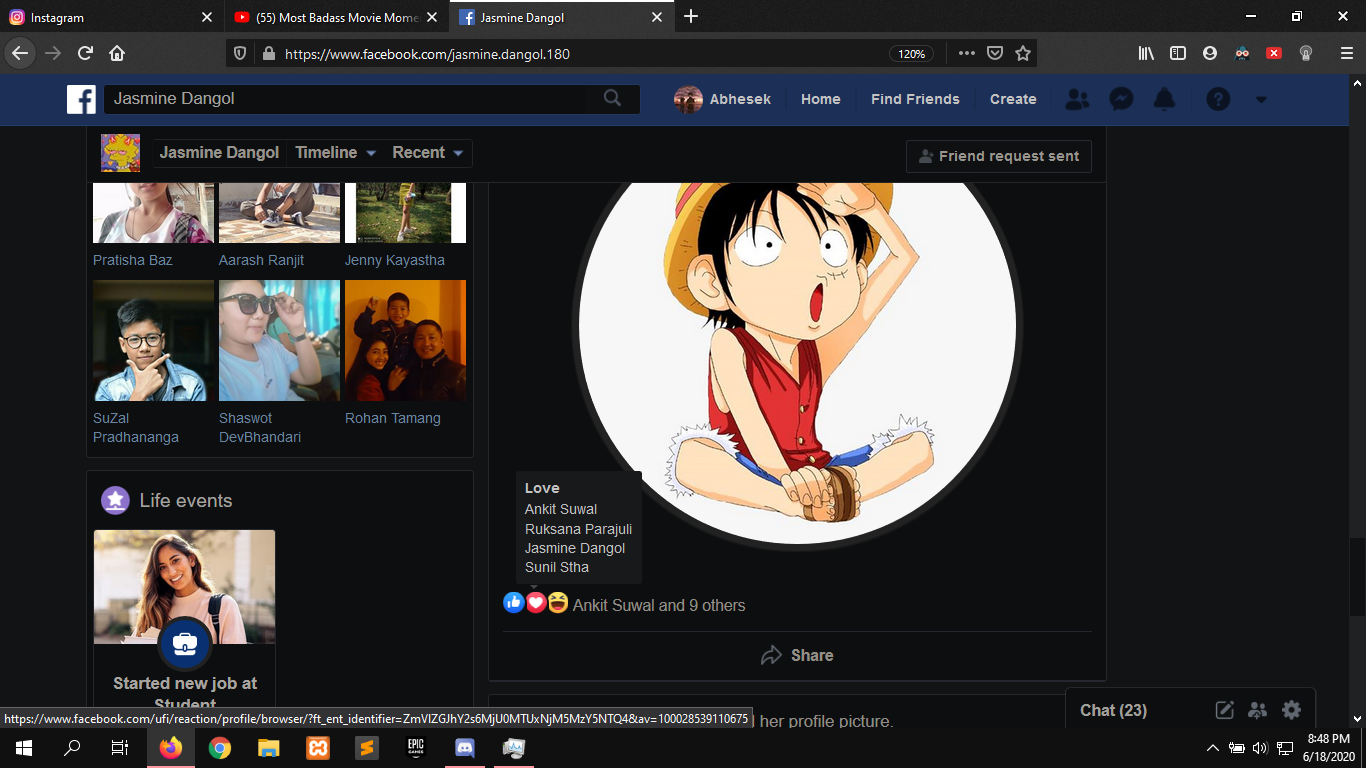 Instagram
(55) Most Badass Movie Mome
Jasmine Dangol
https://www.facebook.com/jasmine.dangol.180
120%
Jasmine Dangol
Abhesek
Home
Find Friends
Create
Jasmine Dangol
Timeline
Recent
Friend request sent
Pratisha Baz
Aarash Ranjit
Jenny Kayastha
SuZal
Pradhananga
Shaswot
DevBhandari
Rohan Tamang
Life events
Started new job at
Student
Love
Ankit Suwal
Ruksana Parajuli
Jasmine Dangol
Sunil Stha
Ankit Suwal and 9 others
Share
her profile picture.
Chat (23)
https://www.facebook.com/ufi/reaction/profile/browser/?ft_ent_identifier=ZmVlZGJhY2s6MjU0MTUxNjM5MzY5NTQ4&av=100028539110675
EPIC
GAMES
8:48 PM
6/18/2020